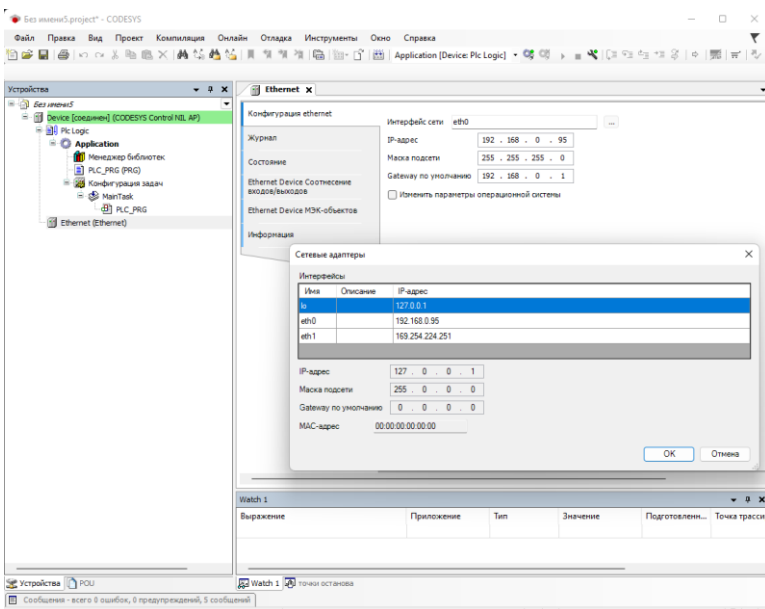 Без имени5.project* - CODESYS
Файл Правка Вид Проект Компиляция Онлайн Отладка Инструменты Окно Справка
Application [Device: Plc Logic]
Устройства
Без имени5
Device [соединен] (CODESYS Control NIL AP)
Plc Logic
Application
Менеджер библиотек
PLC_PRG (PRG)
Конфигурация задач
MainTask
PLC_PRG
Ethernet (Ethernet)
Ethernet
Конфигурация ethernet
Журнал
Состояние
Ethernet Device Соотнесение
входов/выходов
Ethernet Device МЭК-объектов
Информация
Интерфейс сети eth0 ...
IP-адрес 192 . 168 . 0 . 95
Маска подсети 255 . 255 . 255 . 0
Gateway по умолчанию 192 . 168 . 0 . 1
Изменить параметры операционной системы
Сетевые адаптеры
Интерфейсы
Имя Описание IP-адрес
lo 127.0.0.1
eth0 192.168.0.95
eth1 169.254.224.251
IP-адрес 127 . 0 . 0 . 1
Маска подсети 255 . 0 . 0 . 0
Gateway по умолчанию 0 . 0 . 0 . 0
MAC-адрес 00:00:00:00:00:00
OK Отмена
Watch 1
Выражение Приложение Тип Значение Подготовленн... Точка трасси
Устройства POU
Watch 1 точки останова
Сообщения - всего 0 ошибок, 0 предупреждений, 5 сообщений